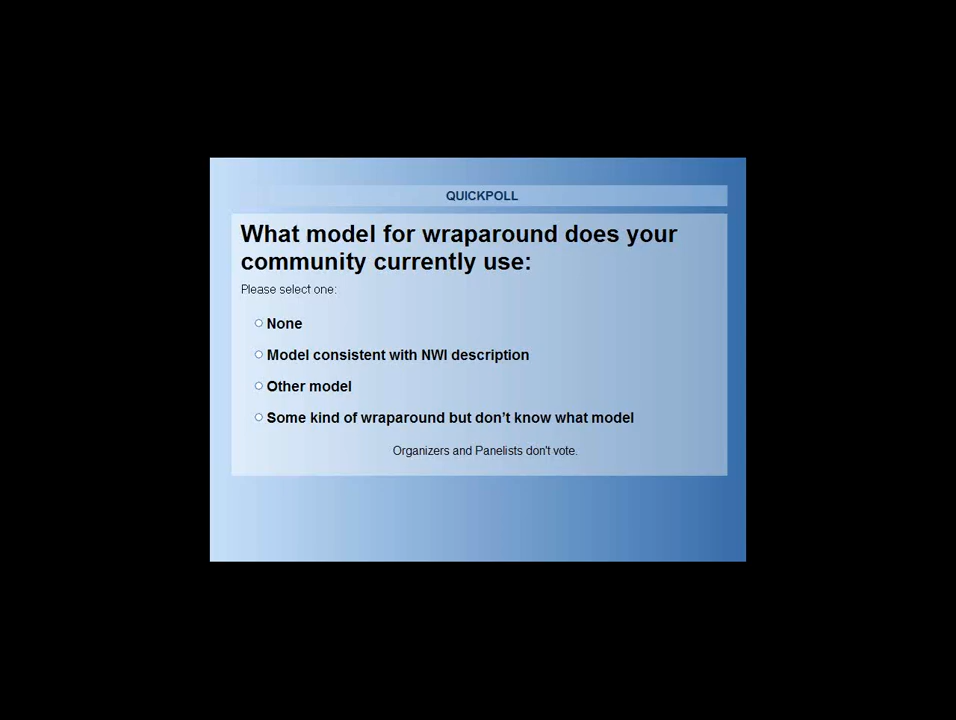 QUICKPOLL
What model for wraparound does your
community currently use:
Please select one:
None
Model consistent with NWI description
Other model
Some kind of wraparound but don’t know what model
Organizers and Panelists don't vote.